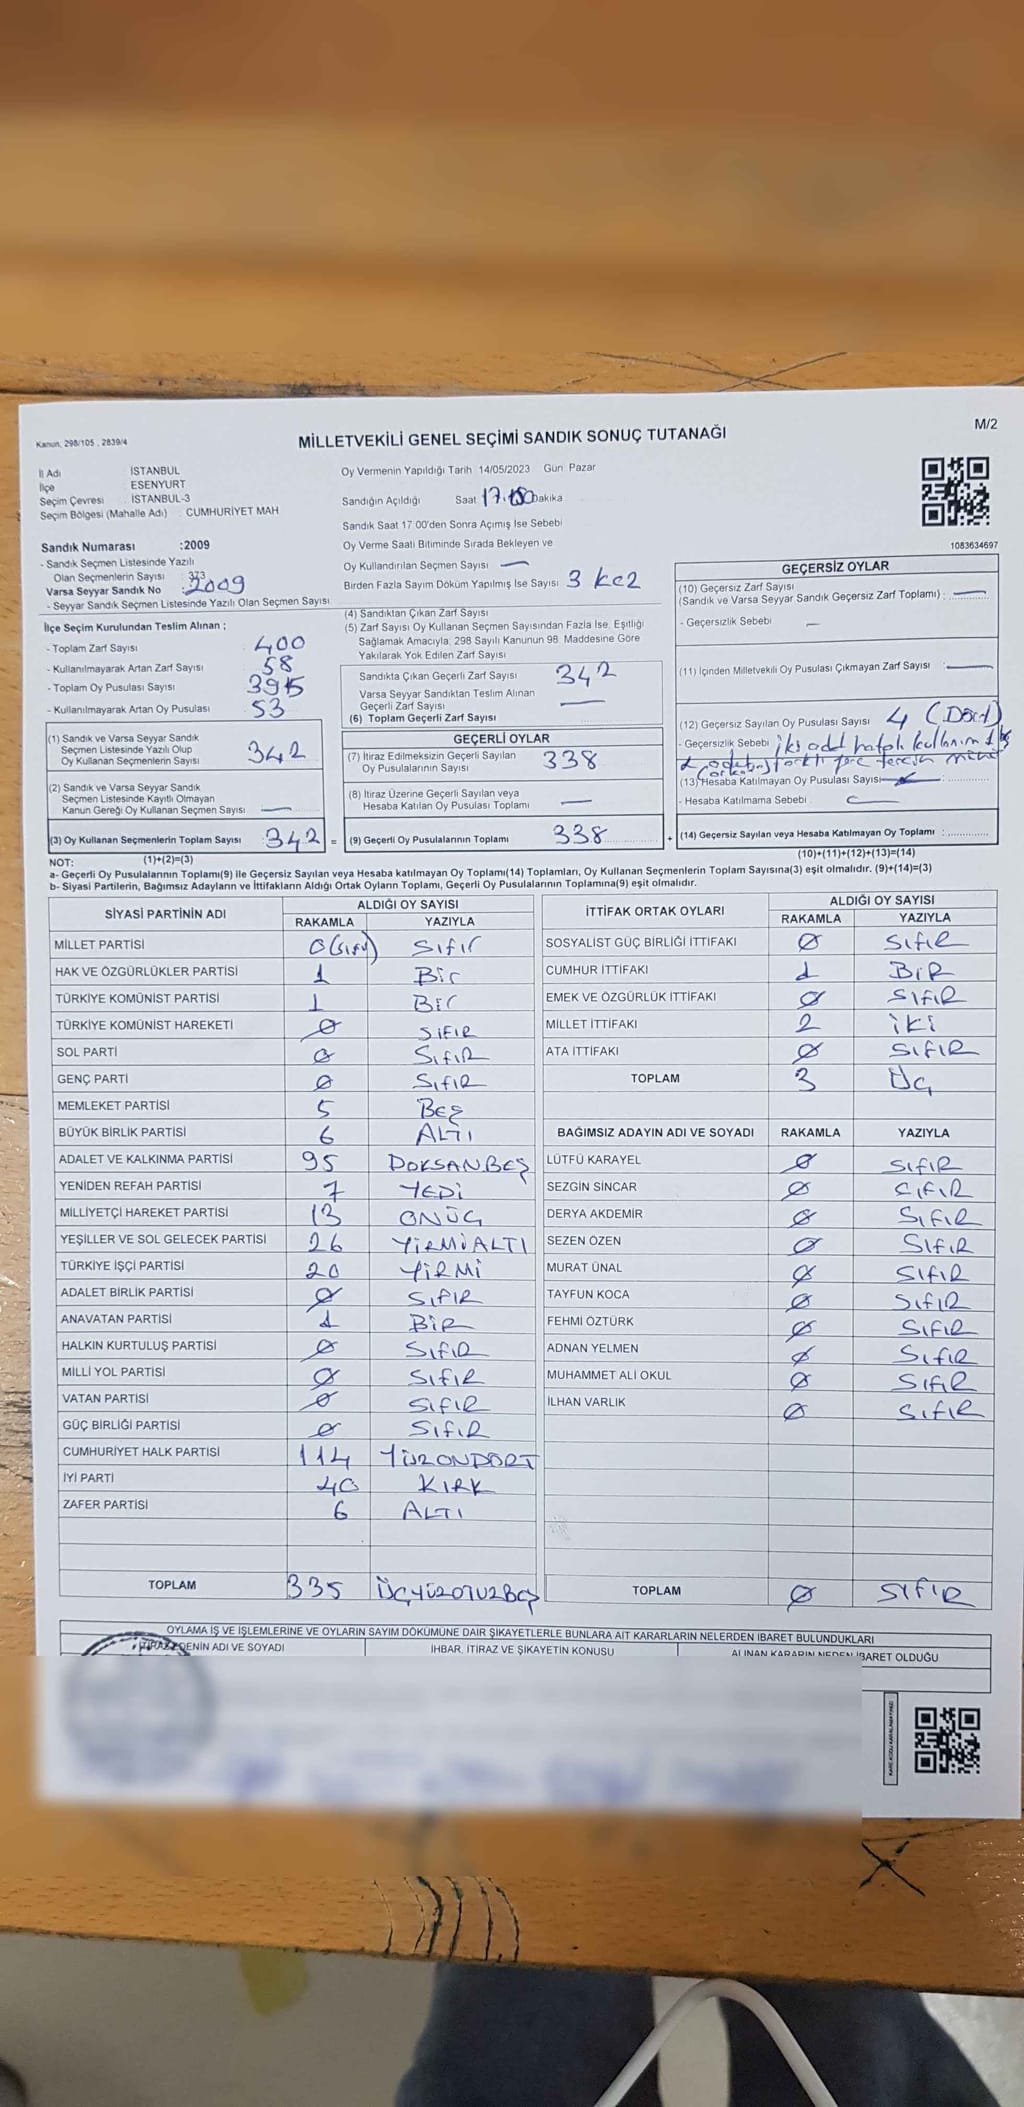 Kanun, 298/105 , 2839/4
MİLLETVEKİLİ GENEL SEÇİMİ SANDIK SONUÇ TUTANAĞI
M/2
İl Adı İSTANBUL
İlçe ESENYURT
Seçim Çevresi : İSTANBUL-3
Seçim Bölgesi (Mahalle Adı) : CUMHURİYET MAH
Sandık Numarası :2009
- Sandık Seçmen Listesinde Yazılı
Olan Seçmenlerin Sayısı : 373
Varsa Seyyar Sandık No : 2009
- Seyyar Sandık Seçmen Listesinde Yazılı Olan Seçmen Sayısı
Oy Vermenin Yapıldığı Tarih 14/05/2023 Gün Pazar
Sandığın Açıldığı Saat 17. Dakika
Sandık Saat 17 00'den Sonra Açımış İse Sebebi
Oy Verme Saati Bitiminde Sırada Bekleyen ve
Oy Kullandırılan Seçmen Sayısı —
Birden Fazla Sayım Döküm Yapılmış İse Sayısı 3 kez
1083634697
İlçe Seçim Kurulundan Teslim Alınan ;
- Toplam Zarf Sayısı 400
- Kullanılmayarak Artan Zarf Sayısı 58
- Toplam Oy Pusulası Sayısı 395
- Kullanılmayarak Artan Oy Pusulası 53
(4) Sandıktan Çıkan Zarf Sayısı
(5) Zarf Sayısı Oy Kullanan Seçmen Sayısından Fazla İse, Eşitliği
Sağlamak Amacıyla; 298 Sayılı Kanunun 98. Maddesine Göre
Yakılarak Yok Edilen Zarf Sayısı
Sandıkta Çıkan Geçerli Zarf Sayısı 342
Varsa Seyyar Sandıktan Teslim Alınan
Geçerli Zarf Sayısı —
(6) Toplam Geçerli Zarf Sayısı
GEÇERSİZ OYLAR
(10) Geçersiz Zarf Sayısı
(Sandık ve Varsa Seyyar Sandık Geçersiz Zarf Toplamı) : —
- Geçersizlik Sebebi —
(11) İçinden Milletvekili Oy Pusulası Çıkmayan Zarf Sayısı : —
(12) Geçersiz Sayılan Oy Pusulası Sayısı 4 (Dört)
- Geçersizlik Sebebi iki adet hatalı kullanım
(13) Hesaba Katılmayan Oy Pusulası Sayısı
- Hesaba Katılmama Sebebi
(14) Geçersiz Sayılan veya Hesaba Katılmayan Oy Toplamı :
(10)+(11)+(12)+(13)=(14)
(1) Sandık ve Varsa Seyyar Sandık
Seçmen Listesinde Yazılı Olup
Oy Kullanan Seçmenlerin Sayısı 342
(2) Sandık ve Varsa Seyyar Sandık
Seçmen Listesinde Kayıtlı Olmayan
Kanun Gereği Oy Kullanan Seçmen Sayısı —
(3) Oy Kullanan Seçmenlerin Toplam Sayısı :342 =
(1)+(2)=(3)
GEÇERLİ OYLAR
(7) İtiraz Edilmeksizin Geçerli Sayılan
Oy Pusulalarının Sayısı 338
(8) İtiraz Üzerine Geçerli Sayılan veya
Hesaba Katılan Oy Pusulası Toplamı —
(9) Geçerli Oy Pusulalarının Toplamı 338 +
NOT:
a- Geçerli Oy Pusulalarının Toplamı(9) ile Geçersiz Sayılan veya Hesaba katılmayan Oy Toplamı(14) Toplamları, Oy Kullanan Seçmenlerin Toplam Sayısına(3) eşit olmalıdır. (9)+(14)=(3)
b- Siyasi Partilerin, Bağımsız Adayların ve İttifakların Aldığı Ortak Oyların Toplamı, Geçerli Oy Pusulalarının Toplamına(9) eşit olmalıdır.
SİYASİ PARTİNİN ADI ALDIĞI OY SAYISI
RAKAMLA YAZIYLA
MİLLET PARTİSİ 0 (sıfır) Sıfır
HAK VE ÖZGÜRLÜKLER PARTİSİ 1 Bir
TÜRKİYE KOMÜNİST PARTİSİ 1 Bir
TÜRKİYE KOMÜNİST HAREKETİ 0 SIFIR
SOL PARTİ 0 SIFIR
GENÇ PARTİ 0 SIFIR
MEMLEKET PARTİSİ 5 BEŞ
BÜYÜK BİRLİK PARTİSİ 6 ALTI
ADALET VE KALKINMA PARTİSİ 95 DOKSANBEŞ
YENİDEN REFAH PARTİSİ 7 YEDİ
MİLLİYETÇİ HAREKET PARTİSİ 13 ONÜÇ
YEŞİLLER VE SOL GELECEK PARTİSİ 26 YİRMİALTI
TÜRKİYE İŞÇİ PARTİSİ 20 YİRMİ
ADALET BİRLİK PARTİSİ 0 SIFIR
ANAVATAN PARTİSİ 1 BİR
HALKIN KURTULUŞ PARTİSİ 0 SIFIR
MİLLİ YOL PARTİSİ 0 SIFIR
VATAN PARTİSİ 0 SIFIR
GÜÇ BİRLİĞİ PARTİSİ 0 SIFIR
CUMHURİYET HALK PARTİSİ 114 YÜZONDÖRT
İYİ PARTİ 40 KIRK
ZAFER PARTİSİ 6 ALTI
TOPLAM 335 ÜÇYÜZOTUZBEŞ
İTTİFAK ORTAK OYLARI ALDIĞI OY SAYISI
RAKAMLA YAZIYLA
SOSYALİST GÜÇ BİRLİĞİ İTTİFAKI 0 SIFIR
CUMHUR İTTİFAKI 1 BİR
EMEK VE ÖZGÜRLÜK İTTİFAKI 0 SIFIR
MİLLET İTTİFAKI 2 İKİ
ATA İTTİFAKI 0 SIFIR
TOPLAM 3 ÜÇ
BAĞIMSIZ ADAYIN ADI VE SOYADI RAKAMLA YAZIYLA
LÜTFÜ KARAYEL 0 SIFIR
SEZGİN SİNCAR 0 SIFIR
DERYA AKDEMİR 0 SIFIR
SEZEN ÖZEN 0 SIFIR
MURAT ÜNAL 0 SIFIR
TAYFUN KOCA 0 SIFIR
FEHMİ ÖZTÜRK 0 SIFIR
ADNAN YELMEN 0 SIFIR
MUHAMMET ALİ OKUL 0 SIFIR
İLHAN VARLIK 0 SIFIR
TOPLAM 0 SIFIR
OYLAMA İŞ VE İŞLEMLERİNE VE OYLARIN SAYIM DÖKÜMÜNE DAİR ŞİKAYETLERLE BUNLARA AİT KARARLARIN NELERDEN İBARET BULUNDUKLARI
İTİRAZ EDENİN ADI VE SOYADI İHBAR, İTİRAZ VE ŞİKAYETİN KONUSU ALINAN KARARIN NEDEN İBARET OLDUĞU